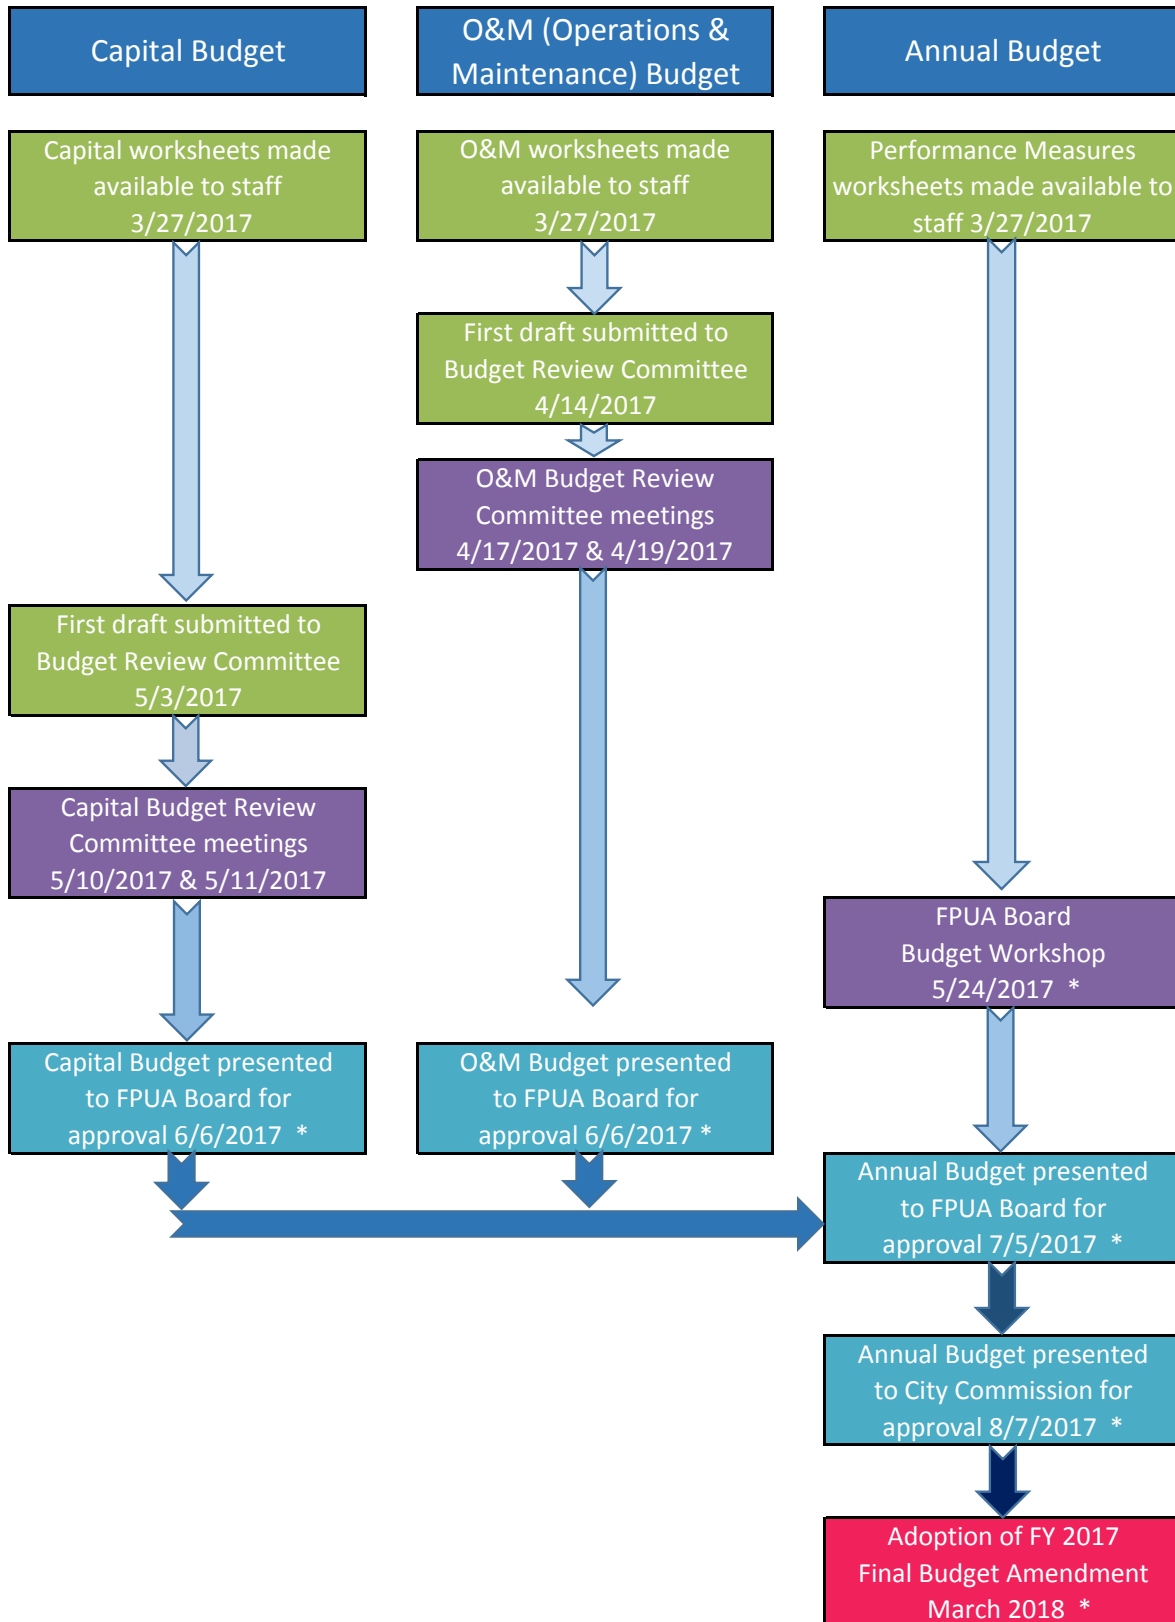 Capital Budget
O&M (Operations &
Maintenance) Budget
Annual Budget
Capital worksheets made
available to staff
3/27/2017
O&M worksheets made
available to staff
3/27/2017
Performance Measures
worksheets made available to
staff 3/27/2017
First draft submitted to
Budget Review Committee
4/14/2017
O&M Budget Review
Committee meetings
4/17/2017 & 4/19/2017
First draft submitted to
Budget Review Committee
5/3/2017
Capital Budget Review
Committee meetings
5/10/2017 & 5/11/2017
FPUA Board
Budget Workshop
5/24/2017 *
Capital Budget presented
to FPUA Board for
approval 6/6/2017 *
O&M Budget presented
to FPUA Board for
approval 6/6/2017 *
Annual Budget presented
to FPUA Board for
approval 7/5/2017 *
Annual Budget presented
to City Commission for
approval 8/7/2017 *
Adoption of FY 2017
Final Budget Amendment
March 2018 *